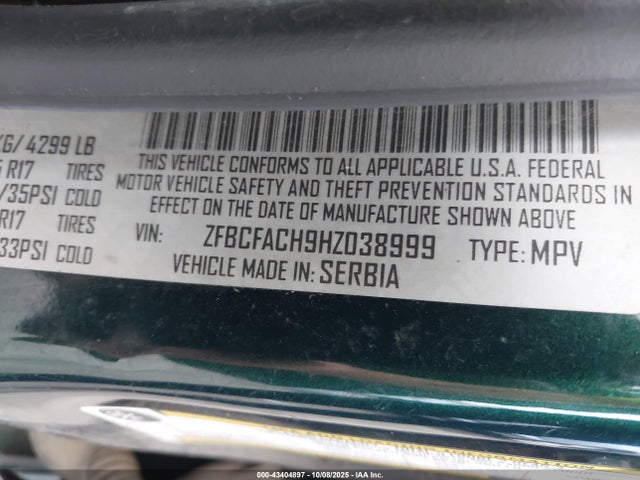 KG/ 4299 LB
THIS VEHICLE CONFORMS TO ALL APPLICABLE U.S.A. FEDERAL
R17 TIRES
MOTOR VEHICLE SAFETY AND THEFT PREVENTION STANDARDS IN
/35PSI COLD
EFFECT ON THE DATE OF MANUFACTURE SHOWN ABOVE
R17 TIRES
VIN: ZFBCFACH9HZ038999 TYPE: MPV
33PSI COLD
VEHICLE MADE IN: SERBIA
000-43404897 - 10/08/2025 - IAA Inc.